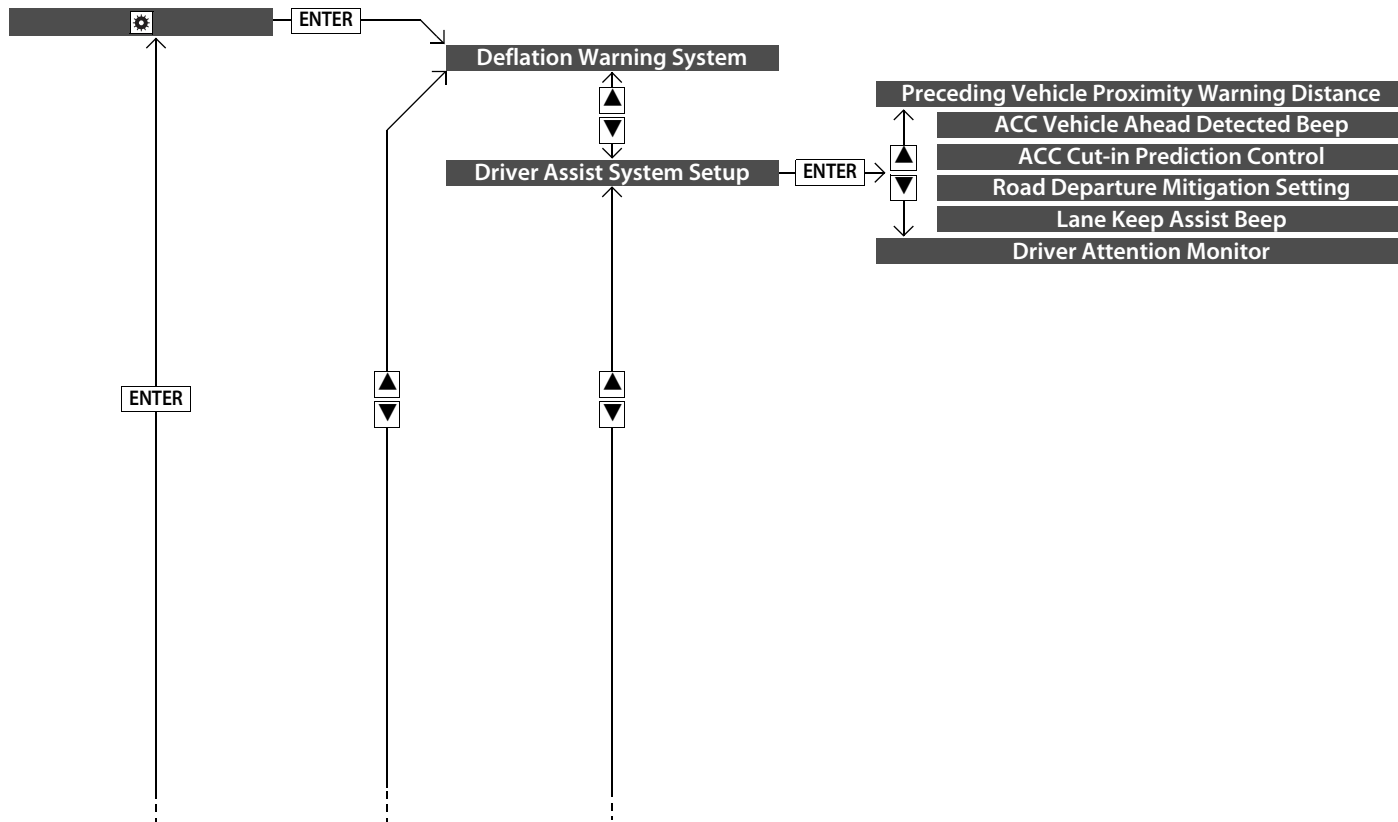 ENTER
Deflation Warning System
Preceding Vehicle Proximity Warning Distance
ACC Vehicle Ahead Detected Beep
ACC Cut-in Prediction Control
Driver Assist System Setup
ENTER
Road Departure Mitigation Setting
Lane Keep Assist Beep
Driver Attention Monitor
ENTER